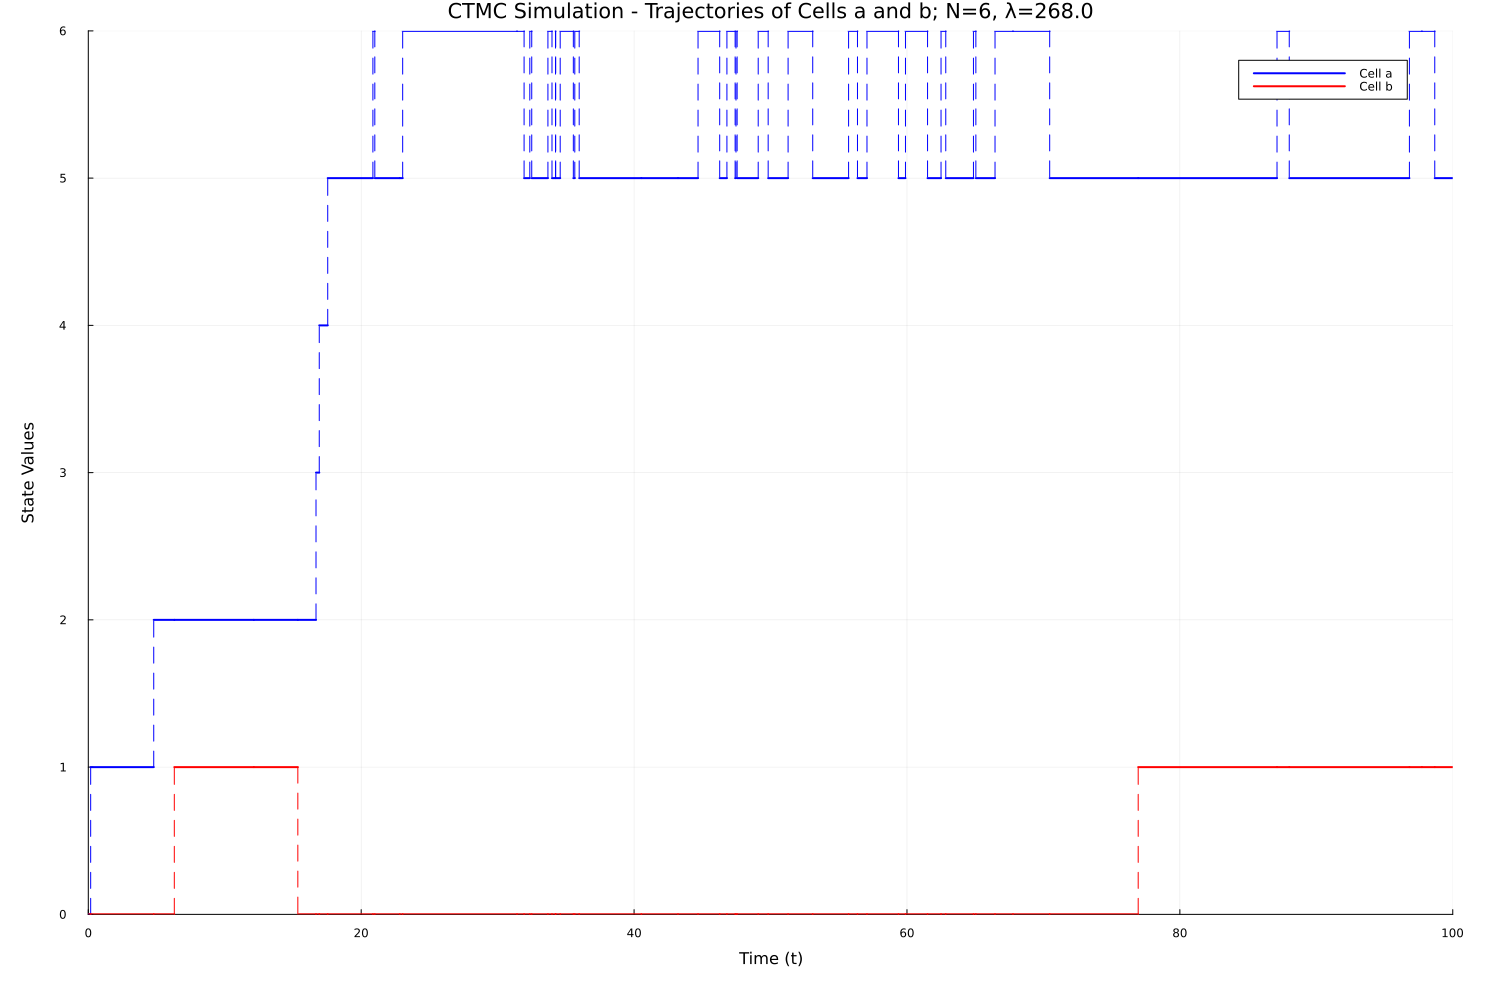 CTMC Simulation - Trajectories of Cells a and b; N=6, λ=268.0
6
Cell a
Cell b
5
4
State Values
3
2
1
0
0 20 40 60 80 100
Time (t)